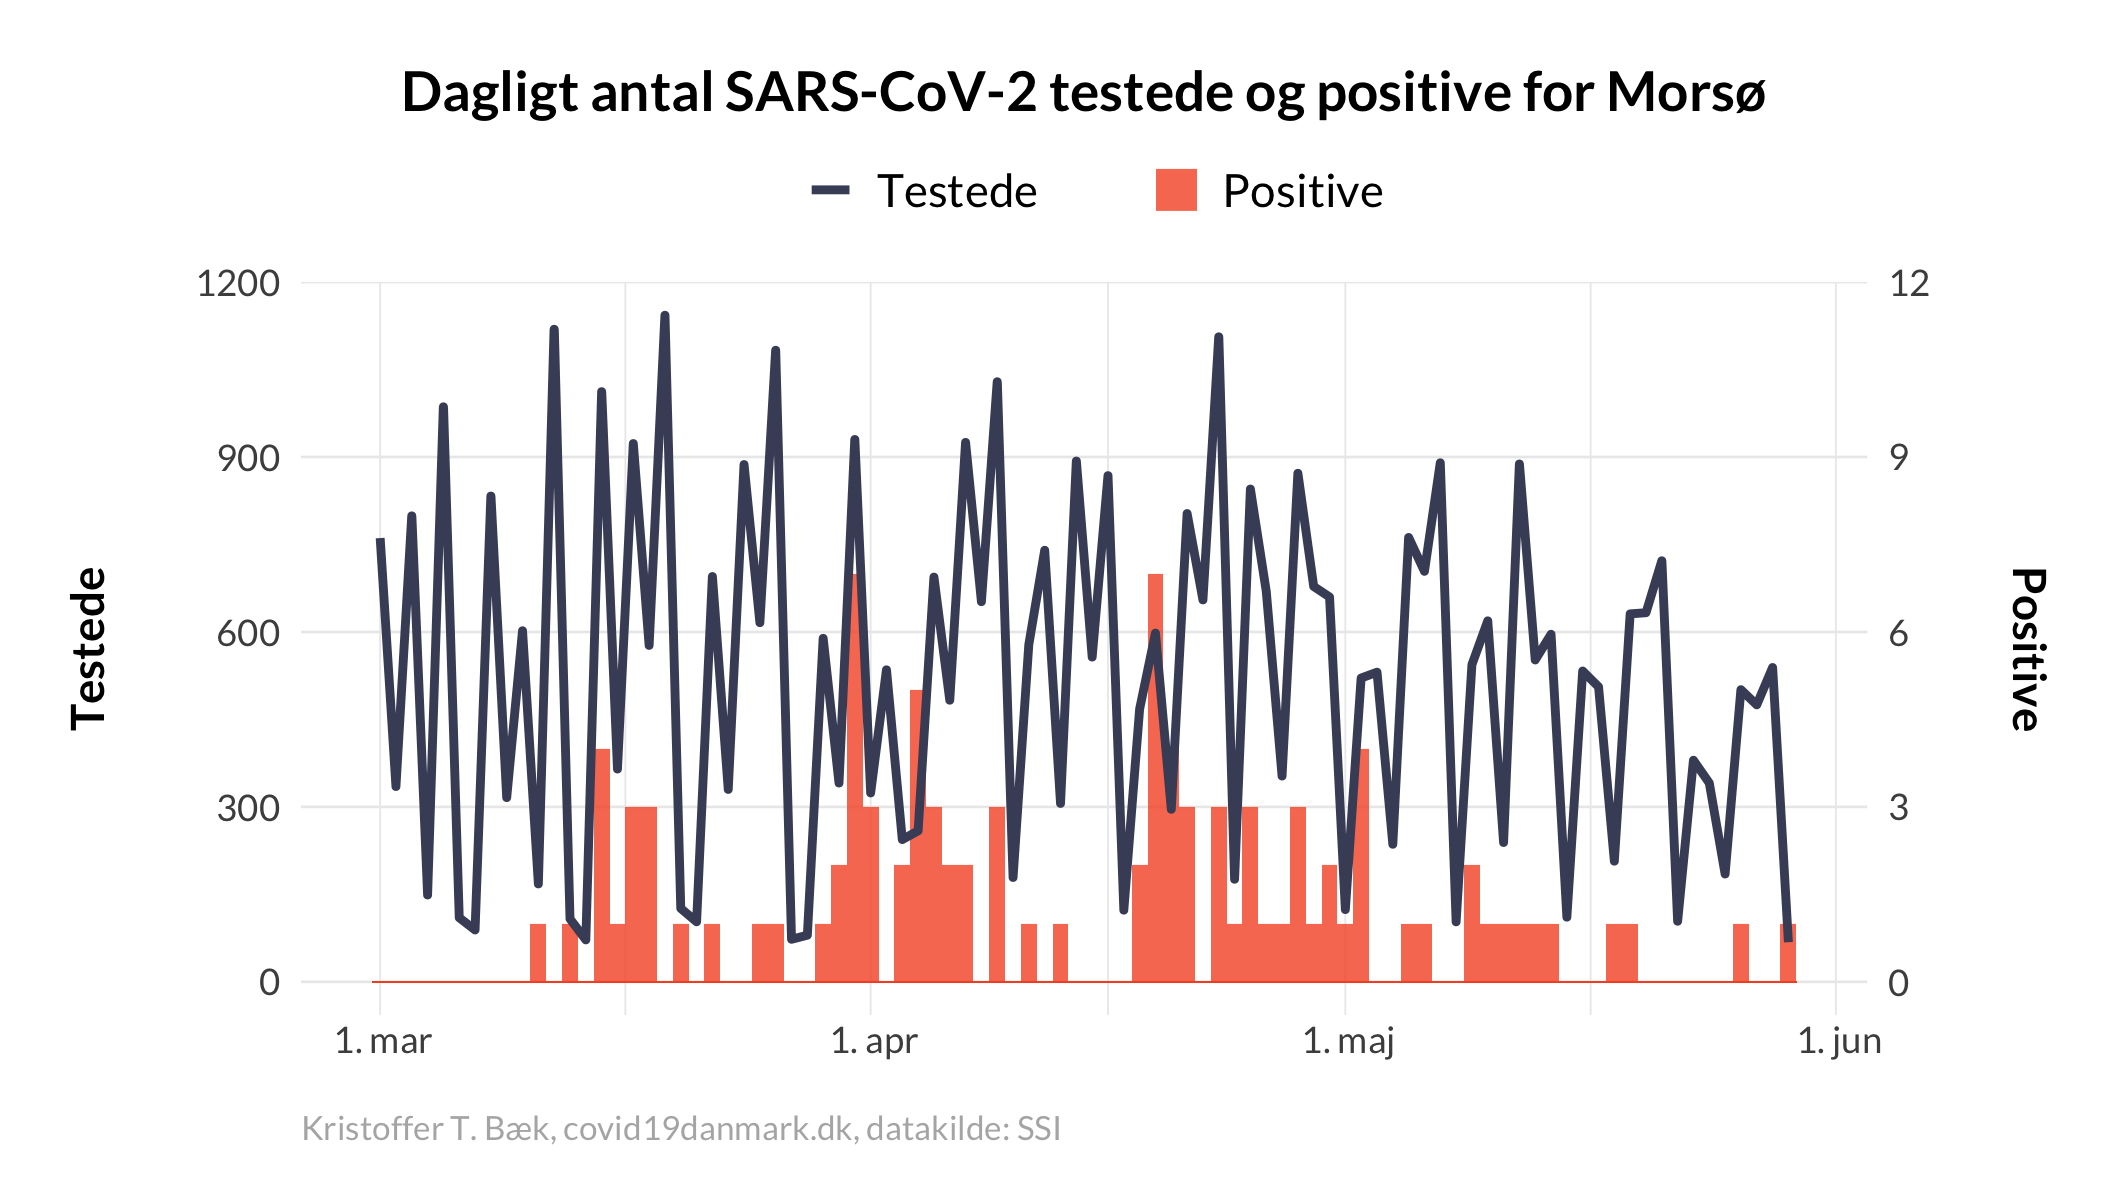 Dagligt antal SARS-CoV-2 testede og positive for Morsø
Testede Positive
1200 12
900 9
600 6
300 3
0 0
Testede
Positive
1. mar 1. apr 1. maj 1. jun
Kristoffer T. Bæk, covid19danmark.dk, datakilde: SSI